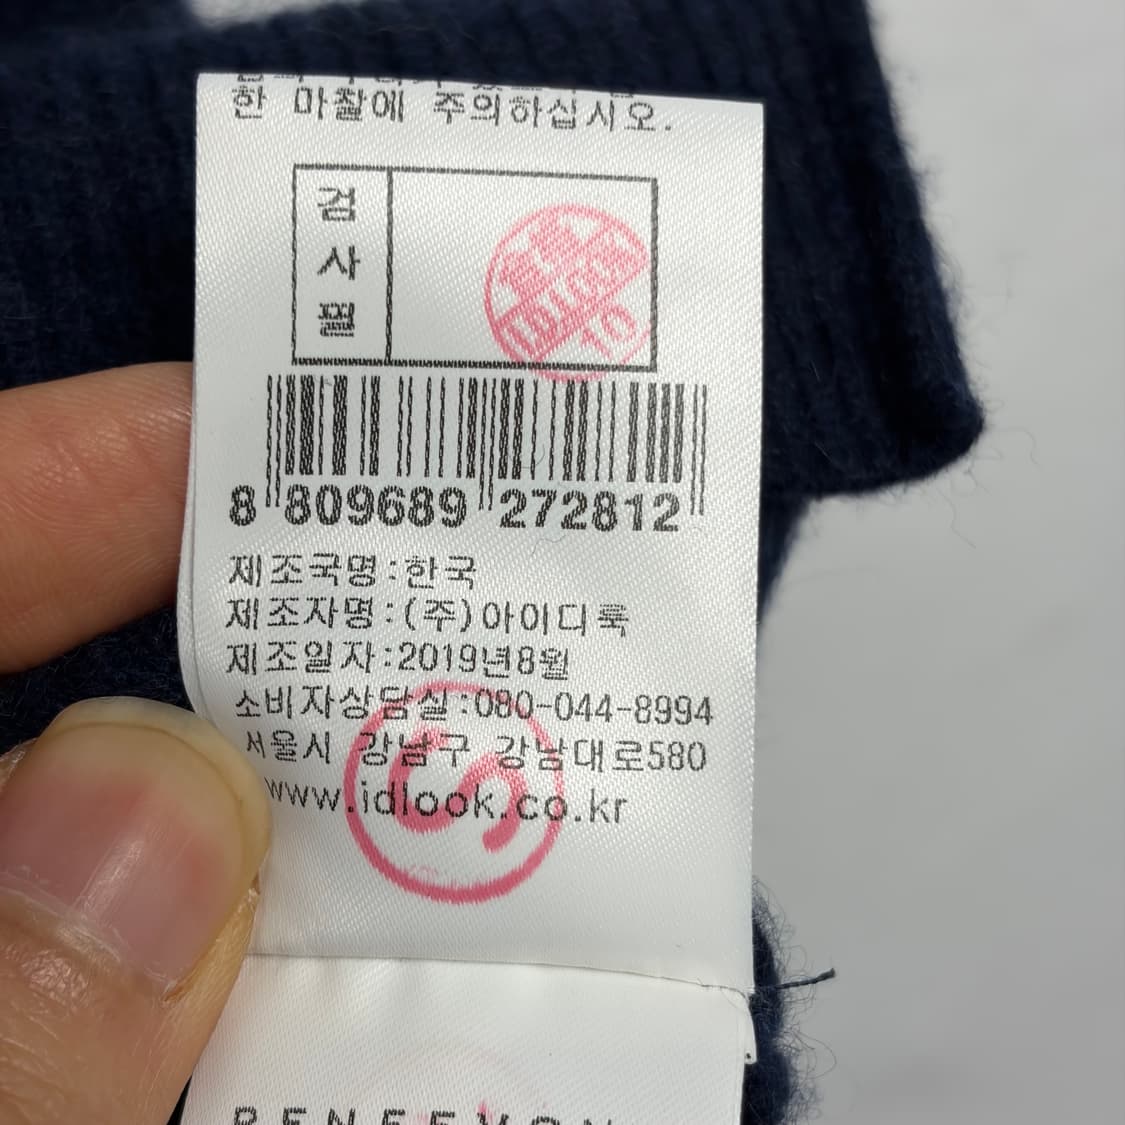 한 마찰에 주의하십시오.
검사필
IDLOOK
10
8 809689 272812
제조국명:한국
제조자명:(주)아이디룩
제조일자:2019년8월
소비자상담실:080-044-8994
서울시 강남구 강남대로580
www.idlook.co.kr
S